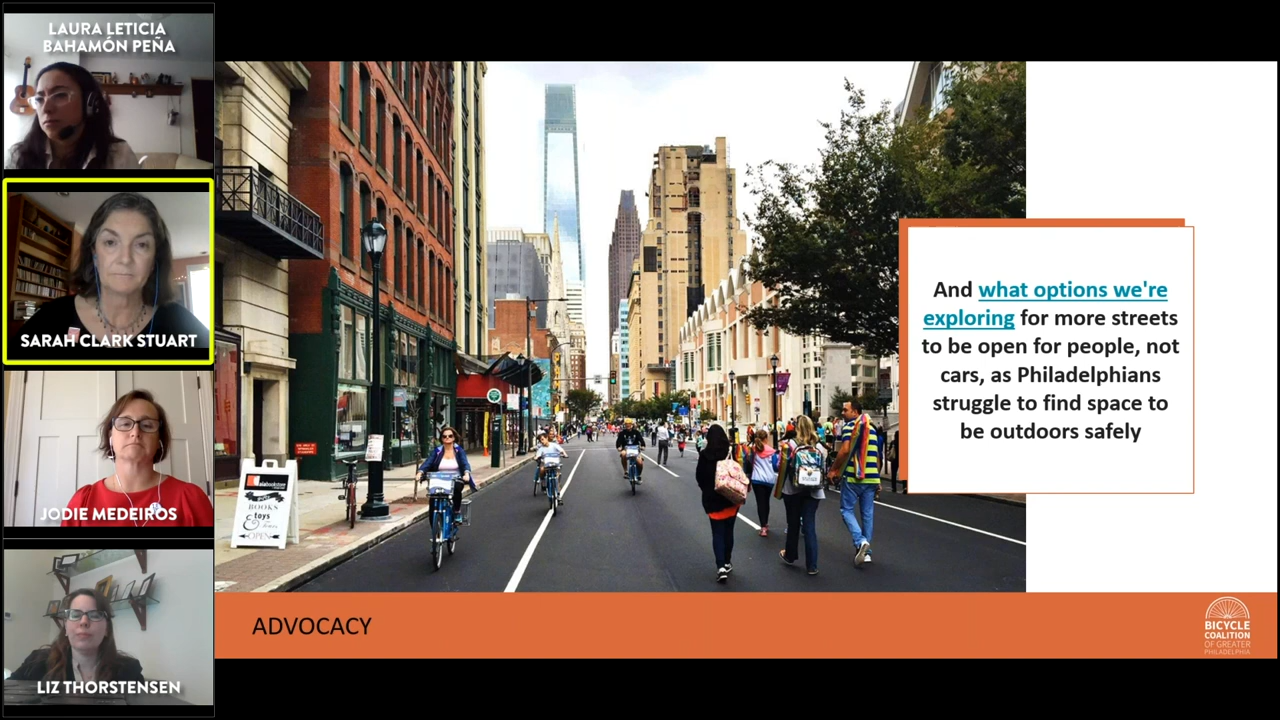 LAURA LETICIA
BAHAMÓN PEÑA
SARAH CLARK STUART
JODIE MEDEIROS
LIZ THORSTENSEN
And what options we're
exploring for more streets
to be open for people, not
cars, as Philadelphians
struggle to find space to
be outdoors safely
BOOKS
toys
&
OPEN
ADVOCACY
BICYCLE
COALITION
OF GREATER
PHILADELPHIA